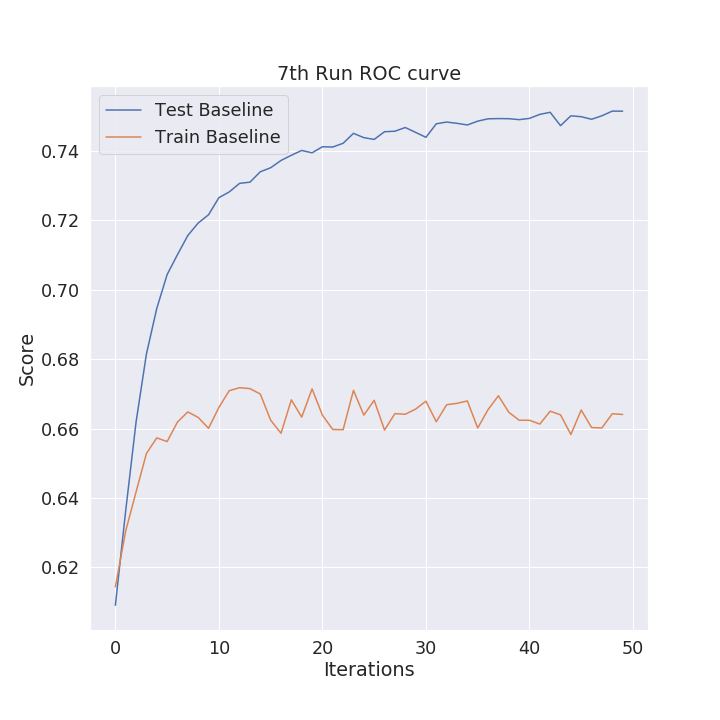 7th Run ROC curve
Test Baseline
Train Baseline
0.74
0.72
0.70
0.68
0.66
0.64
0.62
Score
0 10 20 30 40 50
Iterations